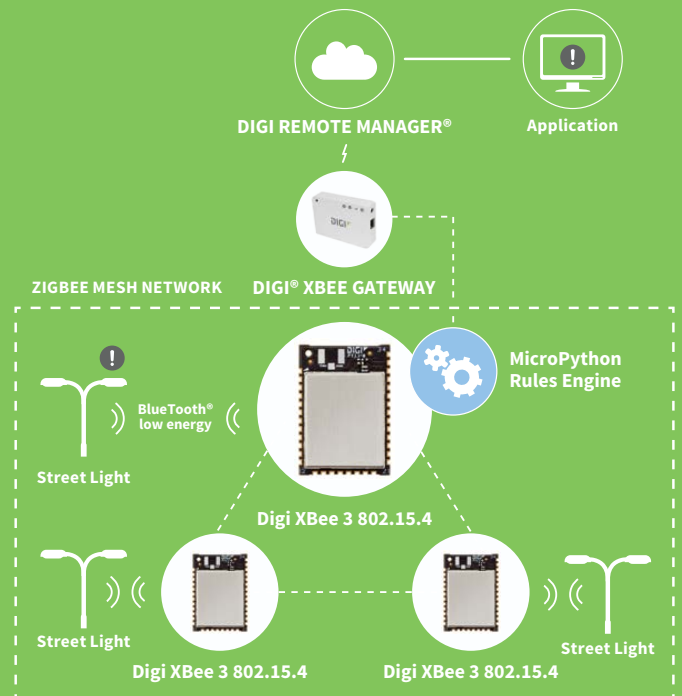 DIGI REMOTE MANAGER®
Application
DIGI
ZIGBEE MESH NETWORK
DIGI® XBEE GATEWAY
!
!
DIGI
MicroPython
Rules Engine
BlueTooth®
low energy
Street Light
Digi XBee 3 802.15.4
Street Light
Street Light
Digi XBee 3 802.15.4
Digi XBee 3 802.15.4